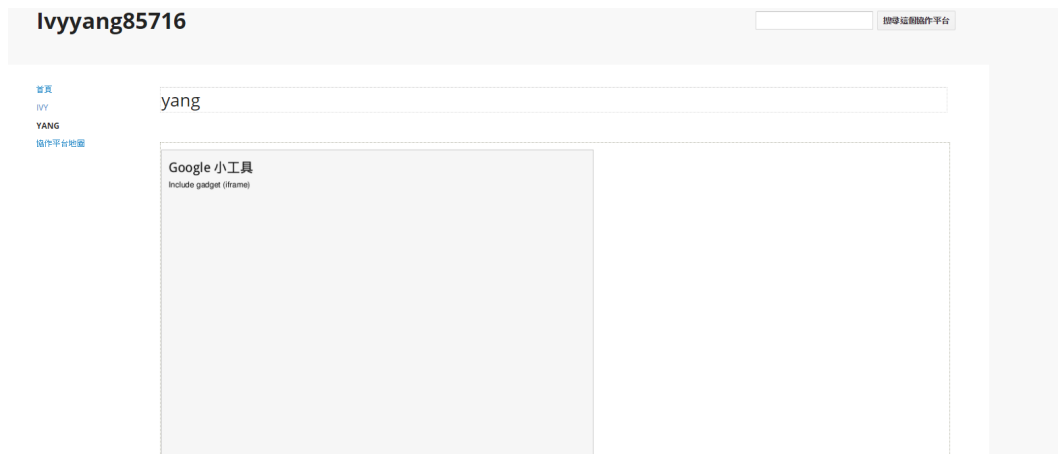 Ivyyang85716
搜尋這個協作平台
首頁
IVY
YANG
協作平台地圖
yang
Google 小工具
Include gadget (iframe)